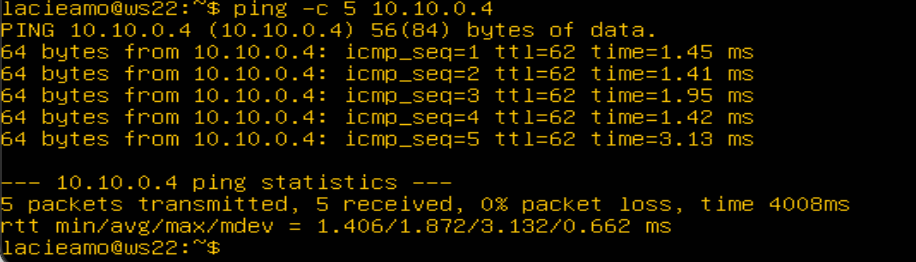 lacieamo@ws22:~$ ping -c 5 10.10.0.4
PING 10.10.0.4 (10.10.0.4) 56(84) bytes of data.
64 bytes from 10.10.0.4: icmp_seq=1 ttl=62 time=1.45 ms
64 bytes from 10.10.0.4: icmp_seq=2 ttl=62 time=1.41 ms
64 bytes from 10.10.0.4: icmp_seq=3 ttl=62 time=1.95 ms
64 bytes from 10.10.0.4: icmp_seq=4 ttl=62 time=1.42 ms
64 bytes from 10.10.0.4: icmp_seq=5 ttl=62 time=3.13 ms
--- 10.10.0.4 ping statistics ---
5 packets transmitted, 5 received, 0% packet loss, time 4008ms
rtt min/avg/max/mdev = 1.406/1.872/3.132/0.662 ms
lacieamo@ws22:~$